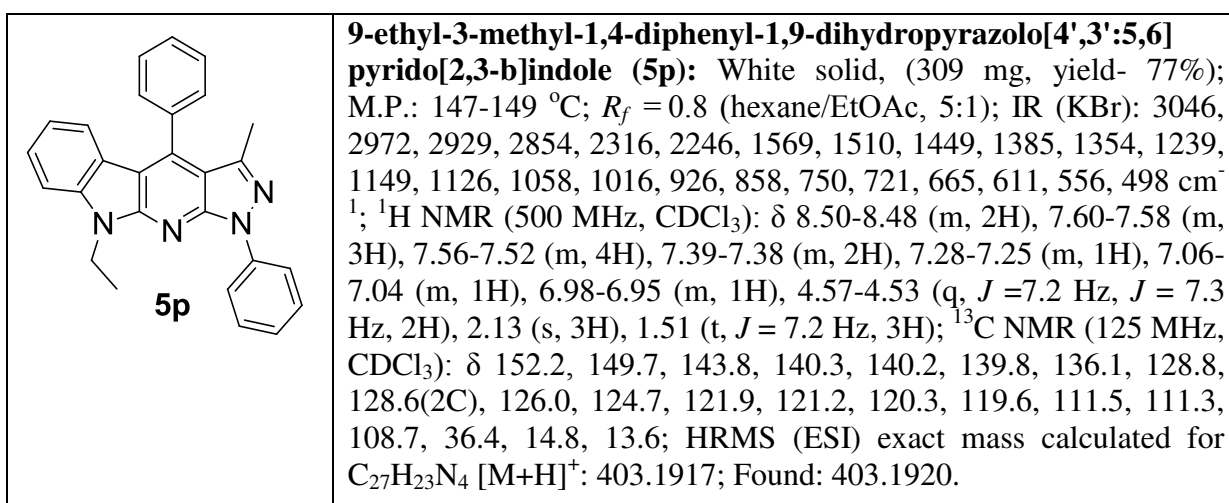 N
N
N
N
5p
9-ethyl-3-methyl-1,4-diphenyl-1,9-dihydropyrazolo[4',3':5,6]
pyrido[2,3-b]indole (5p): White solid, (309 mg, yield- 77%);
M.P.: 147-149 °C; Rf = 0.8 (hexane/EtOAc, 5:1); IR (KBr): 3046,
2972, 2929, 2854, 2316, 2246, 1569, 1510, 1449, 1385, 1354, 1239,
1149, 1126, 1058, 1016, 926, 858, 750, 721, 665, 611, 556, 498 cm-
1; 1H NMR (500 MHz, CDCl3): δ 8.50-8.48 (m, 2H), 7.60-7.58 (m,
3H), 7.56-7.52 (m, 4H), 7.39-7.38 (m, 2H), 7.28-7.25 (m, 1H), 7.06-
7.04 (m, 1H), 6.98-6.95 (m, 1H), 4.57-4.53 (q, J =7.2 Hz, J = 7.3
Hz, 2H), 2.13 (s, 3H), 1.51 (t, J = 7.2 Hz, 3H); 13C NMR (125 MHz,
CDCl3): δ 152.2, 149.7, 143.8, 140.3, 140.2, 139.8, 136.1, 128.8,
128.6(2C), 126.0, 124.7, 121.9, 121.2, 120.3, 119.6, 111.5, 111.3,
108.7, 36.4, 14.8, 13.6; HRMS (ESI) exact mass calculated for
C27H23N4 [M+H]+: 403.1917; Found: 403.1920.